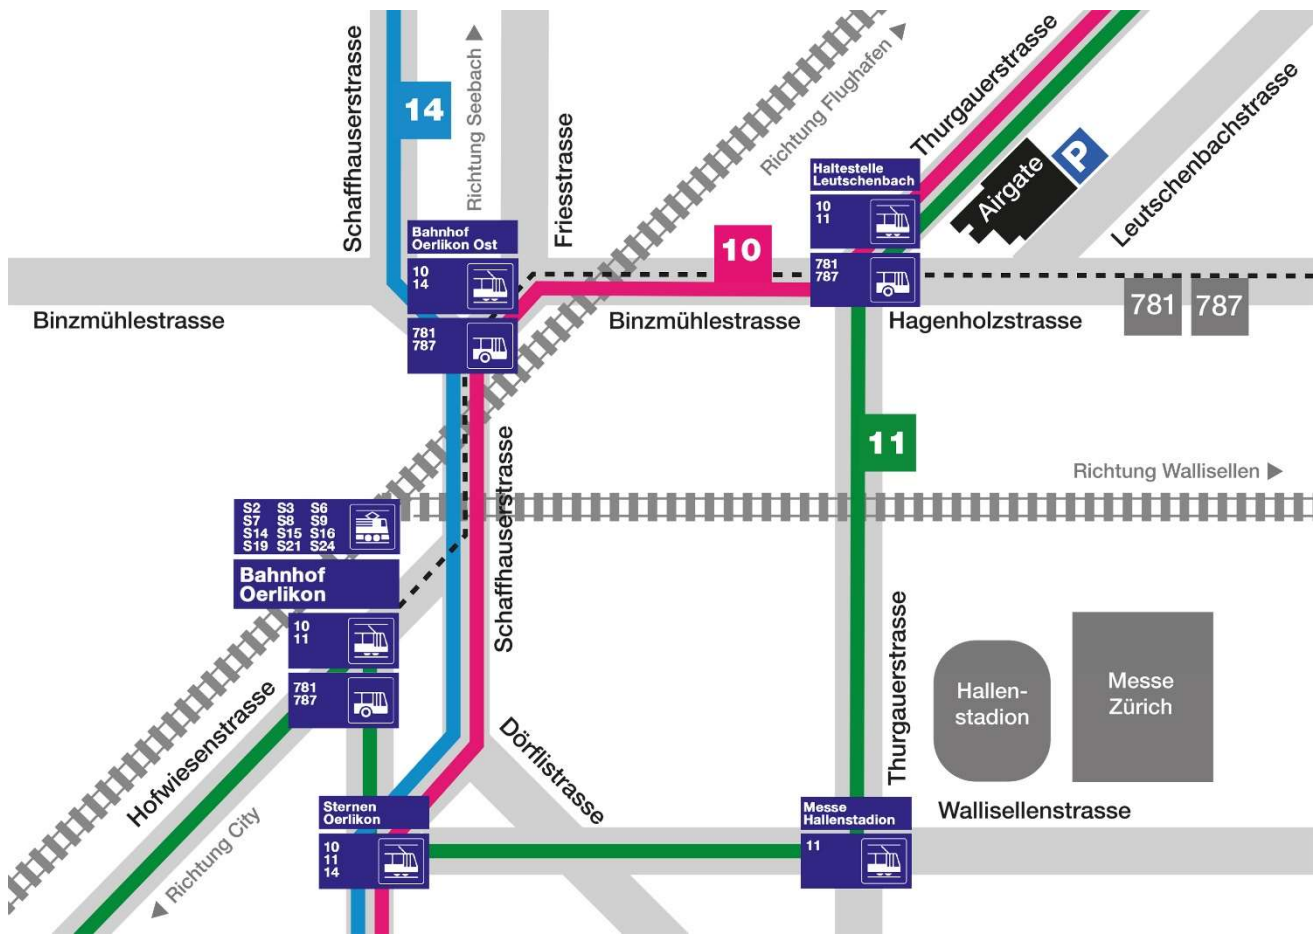 Schaffhauserstrasse
14
Richtung Seebach
Friesstrasse
Richtung Flughafen
Thurgauerstrasse
Leutschenbachstrasse
P
Airgate
Haltestelle
Leutschenbach
10
11
781
787
Bahnhof
Oerlikon Ost
10
14
781
787
10
Binzmühlestrasse
Binzmühlestrasse
Hagenholzstrasse
781
787
11
Richtung Wallisellen
Schaffhauserstrasse
S2 S3 S6
S7 S8 S9
S14 S15 S16
S19 S21 S24
Bahnhof
Oerlikon
10
11
781
787
Hofwiesenstrasse
Richtung City
Dörflistrasse
Thurgauerstrasse
Hallen-
stadion
Messe
Zürich
Sternen
Oerlikon
10
11
14
Messe
Hallenstadion
11
Wallisellenstrasse